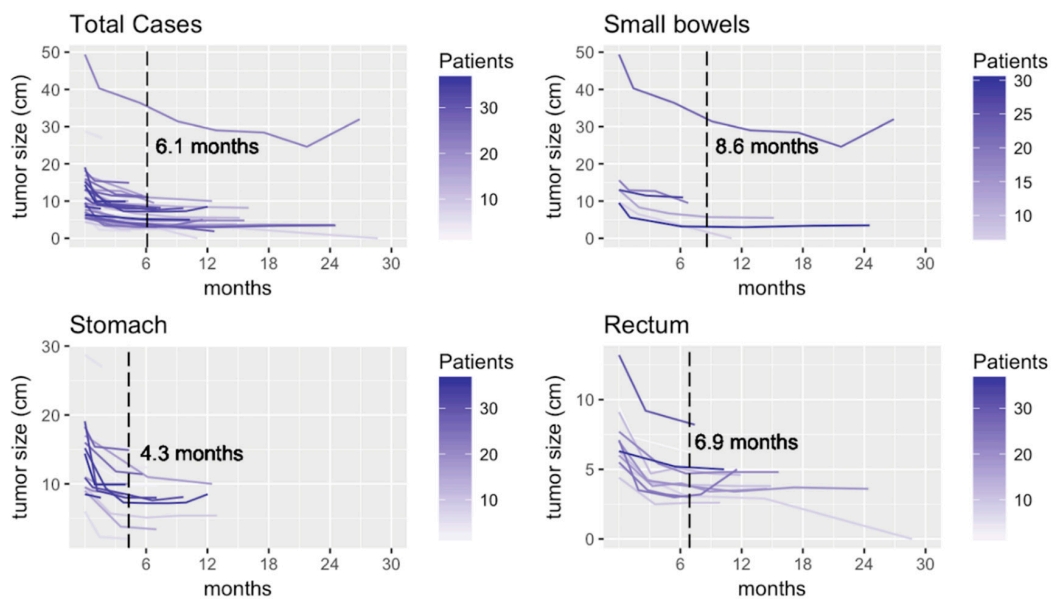 Total Cases
50
40
30
20
10
0
tumor size (cm)
6.1 months
6
12
18
24
30
months
Patients
30
20
10
Small bowels
50
40
30
20
10
0
tumor size (cm)
8.6 months
6
12
18
24
30
months
Patients
30
25
20
15
10
Stomach
30
20
10
tumor size (cm)
4.3 months
6
12
18
24
30
months
Patients
30
20
10
Rectum
10
5
0
tumor size (cm)
6.9 months
6
12
18
24
30
months
Patients
30
20
10